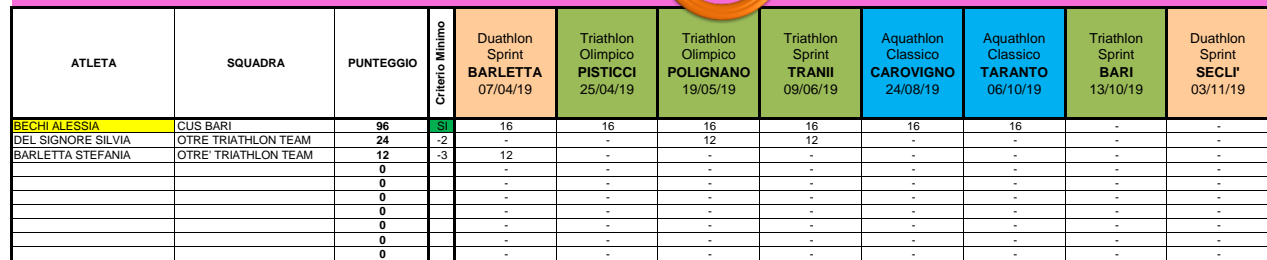 ATLETA SQUADRA PUNTEGGIO Criterio Minimo Duathlon Sprint BARLETTA 07/04/19 Triathlon Olimpico PISTICCI 25/04/19 Triathlon Olimpico POLIGNANO 19/05/19 Triathlon Sprint TRANII 09/06/19 Aquathlon Classico CAROVIGNO 24/08/19 Aquathlon Classico TARANTO 06/10/19 Triathlon Sprint BARI 13/10/19 Duathlon Sprint SECLI' 03/11/19
BECHI ALESSIA CUS BARI 96 SI 16 16 16 16 16 16 - -
DEL SIGNORE SILVIA OTRE TRIATHLON TEAM 24 -2 - - 12 12 - - - -
BARLETTA STEFANIA OTRE' TRIATHLON TEAM 12 -3 12 - - - - - - -
0 - - - - - - - -
0 - - - - - - - -
0 - - - - - - - -
0 - - - - - - - -
0 - - - - - - - -
0 - - - - - - - -
0 - - - - - - - -